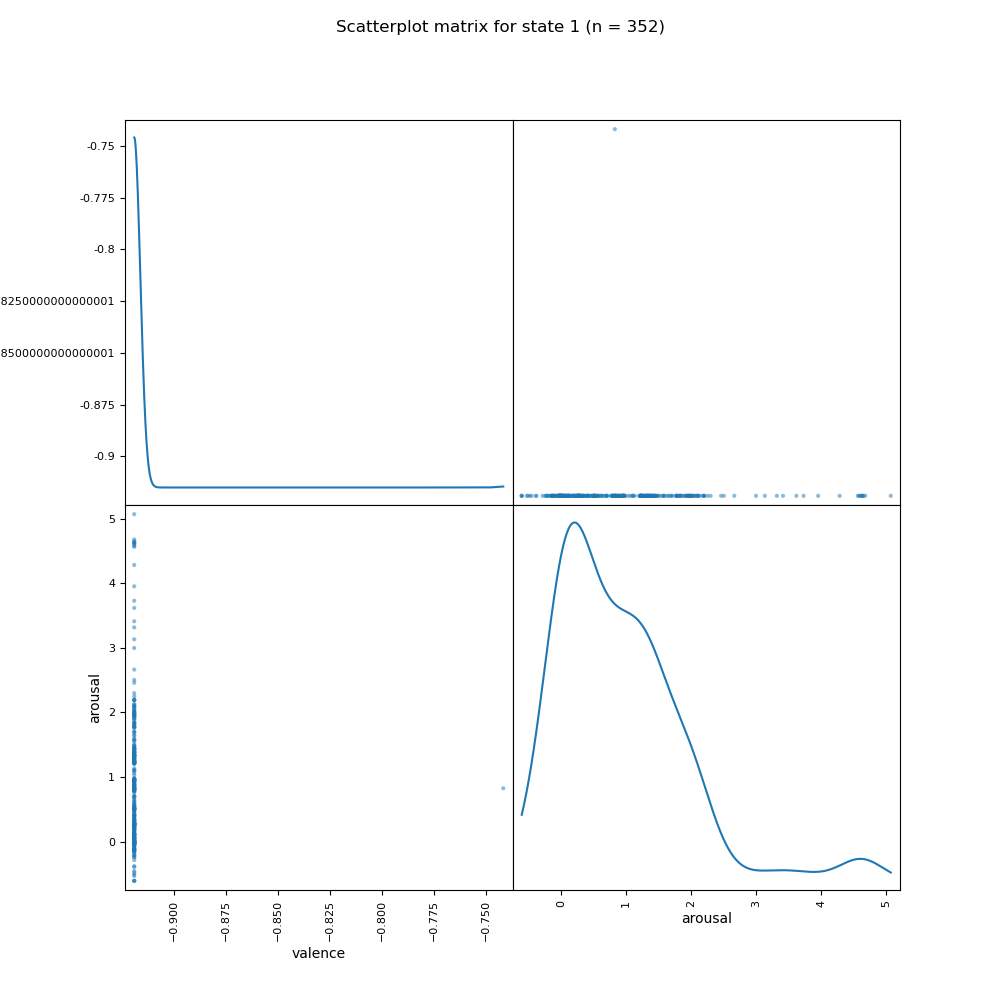 Scatterplot matrix for state 1 (n = 352)
-0.75
-0.775
-0.8
8250000000000001
8500000000000001
-0.875
-0.9
5
4
3
2
1
0
arousal
−0.900 −0.875 −0.850 −0.825 −0.800 −0.775 −0.750
valence
0 1 2 3 4 5
arousal